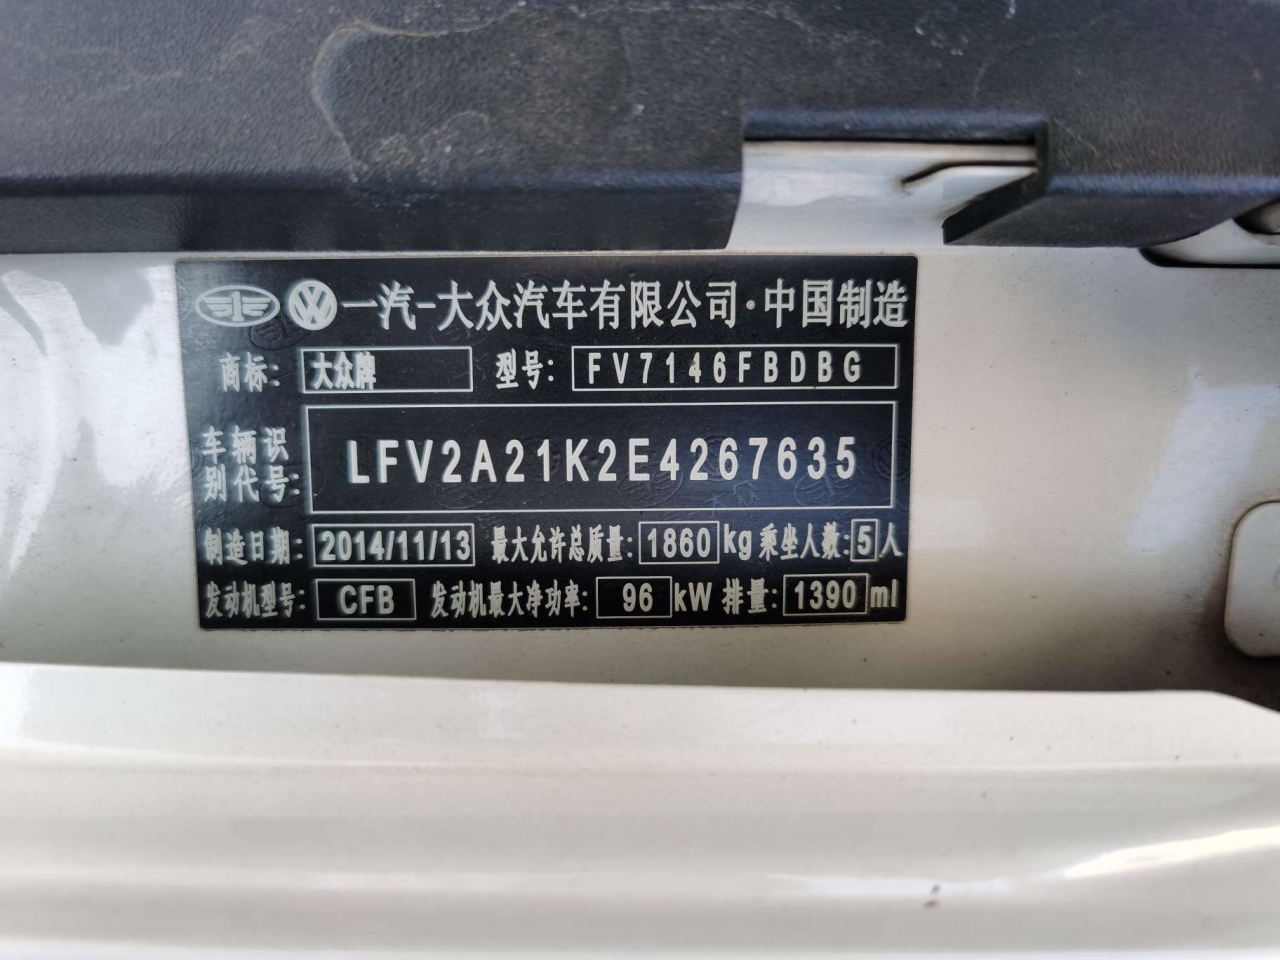 一汽-大众汽车有限公司·中国制造
商标: 大众牌 型号: FV7146FBDBG
车辆识别代号: LFV2A21K2E4267635
制造日期: 2014/11/13 最大允许总质量: 1860 kg 乘坐人数: 5 人
发动机型号: CFB 发动机最大净功率: 96 kW 排量: 1390 ml